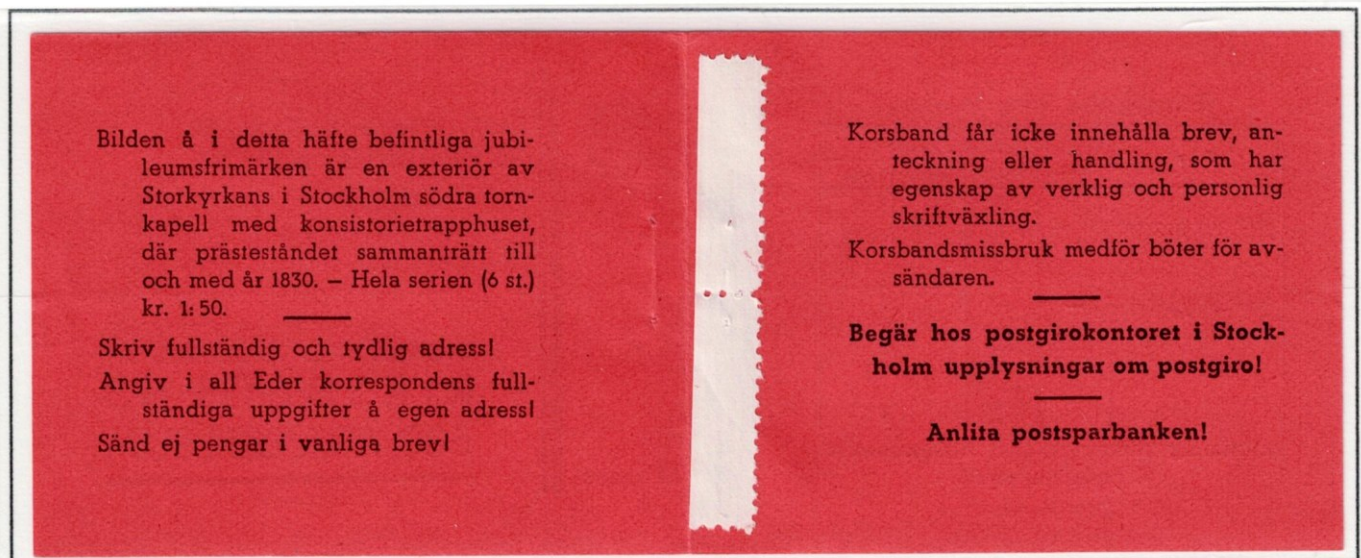 Bilden å i detta häfte befintliga jubi-
leumsfrimärken är en exteriör av
Storkyrkans i Stockholm södra torn-
kapell med konsistorietrapphuset,
där prästeståndet sammanträtt till
och med år 1830. – Hela serien (6 st.)
kr. 1:50.
Skriv fullständig och tydlig adress!
Angiv i all Eder korrespondens full-
ständiga uppgifter å egen adress!
Sänd ej pengar i vanliga brev!
Korsband får icke innehålla brev, an-
teckning eller handling, som har
egenskap av verklig och personlig
skriftväxling.
Korsbandsmissbruk medför böter för av-
sändaren.
Begär hos postgirokontoret i Stock-
holm upplysningar om postgiro!
Anlita postsparbanken!